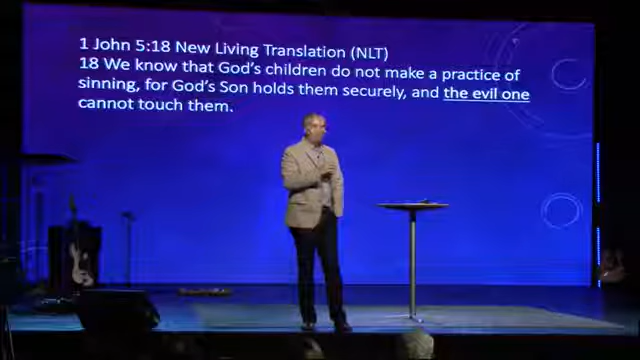 1 John 5:18 New Living Translation (NLT)
18 We know that God's children do not make a practice of
sinning, for God's Son holds them securely, and the evil one
cannot touch them.